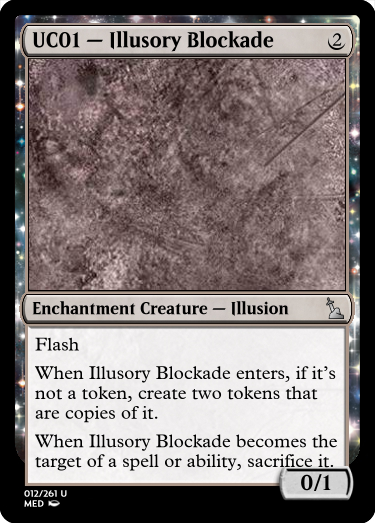 UC01 — Illusory Blockade 2
Enchantment Creature — Illusion
Flash
When Illusory Blockade enters, if it's
not a token, create two tokens that
are copies of it.
When Illusory Blockade becomes the
target of a spell or ability, sacrifice it.
0/1
012/261 U
MED